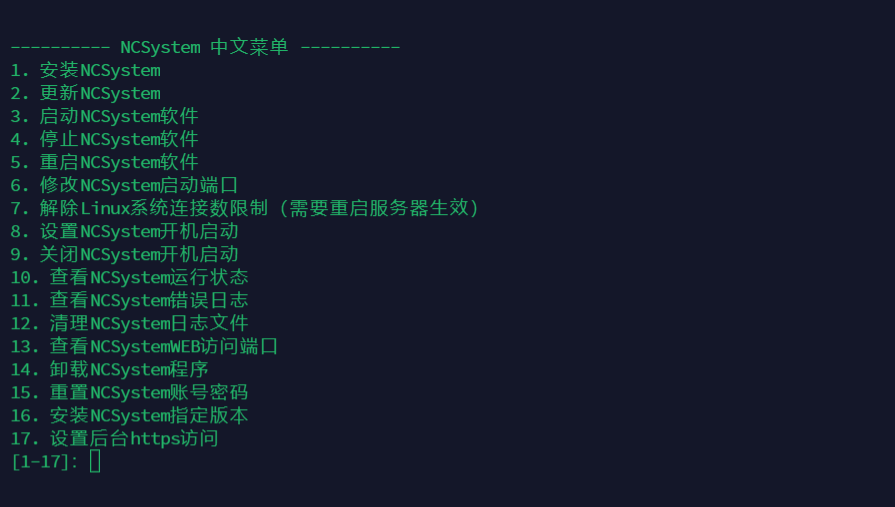 ---------- NCSystem 中文菜单 ----------
1. 安装NCSystem
2. 更新NCSystem
3. 启动NCSystem软件
4. 停止NCSystem软件
5. 重启NCSystem软件
6. 修改NCSystem启动端口
7. 解除Linux系统连接数限制 (需要重启服务器生效)
8. 设置NCSystem开机启动
9. 关闭NCSystem开机启动
10. 查看NCSystem运行状态
11. 查看NCSystem错误日志
12. 清理NCSystem日志文件
13. 查看NCSystemWEB访问端口
14. 卸载NCSystem程序
15. 重置NCSystem账号密码
16. 安装NCSystem指定版本
17. 设置后台https访问
[1-17]: